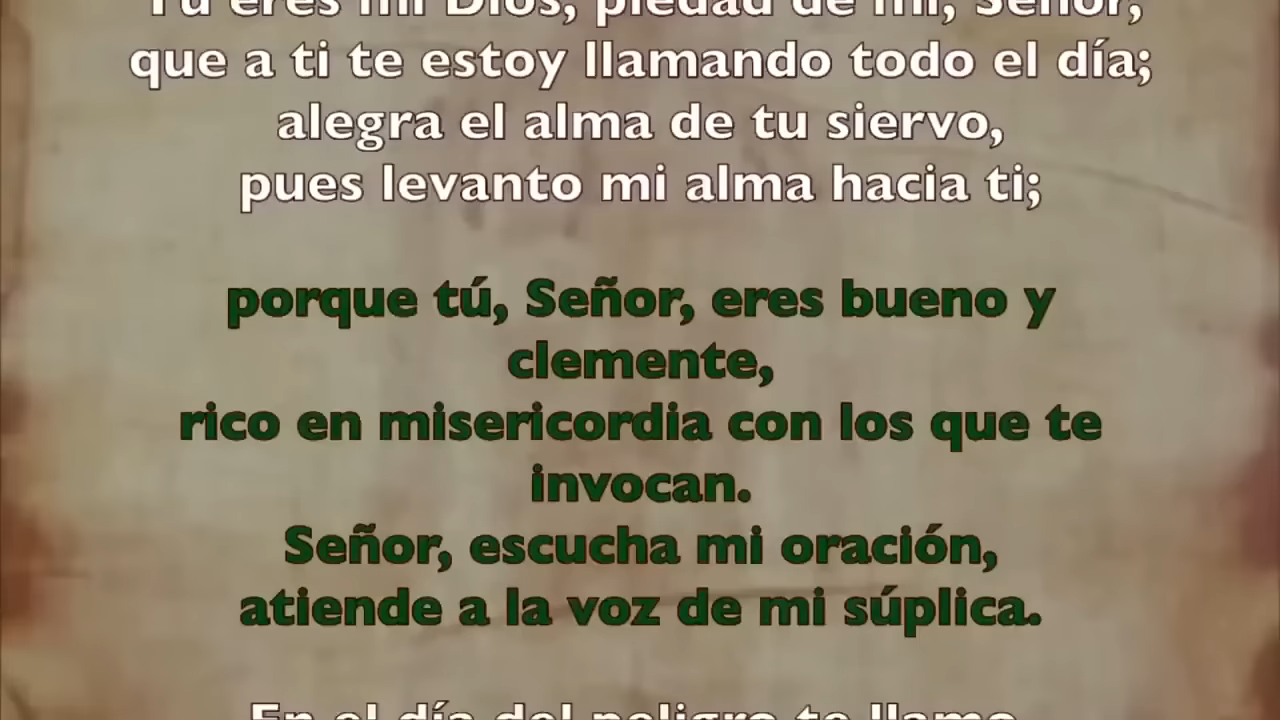 Tú eres mi Dios, piedad de mí, Señor,
que a ti te estoy llamando todo el día;
alegra el alma de tu siervo,
pues levanto mi alma hacia ti;
porque tú, Señor, eres bueno y
clemente,
rico en misericordia con los que te
invocan.
Señor, escucha mi oración,
atiende a la voz de mi súplica.
En el día del peligro te llamo,